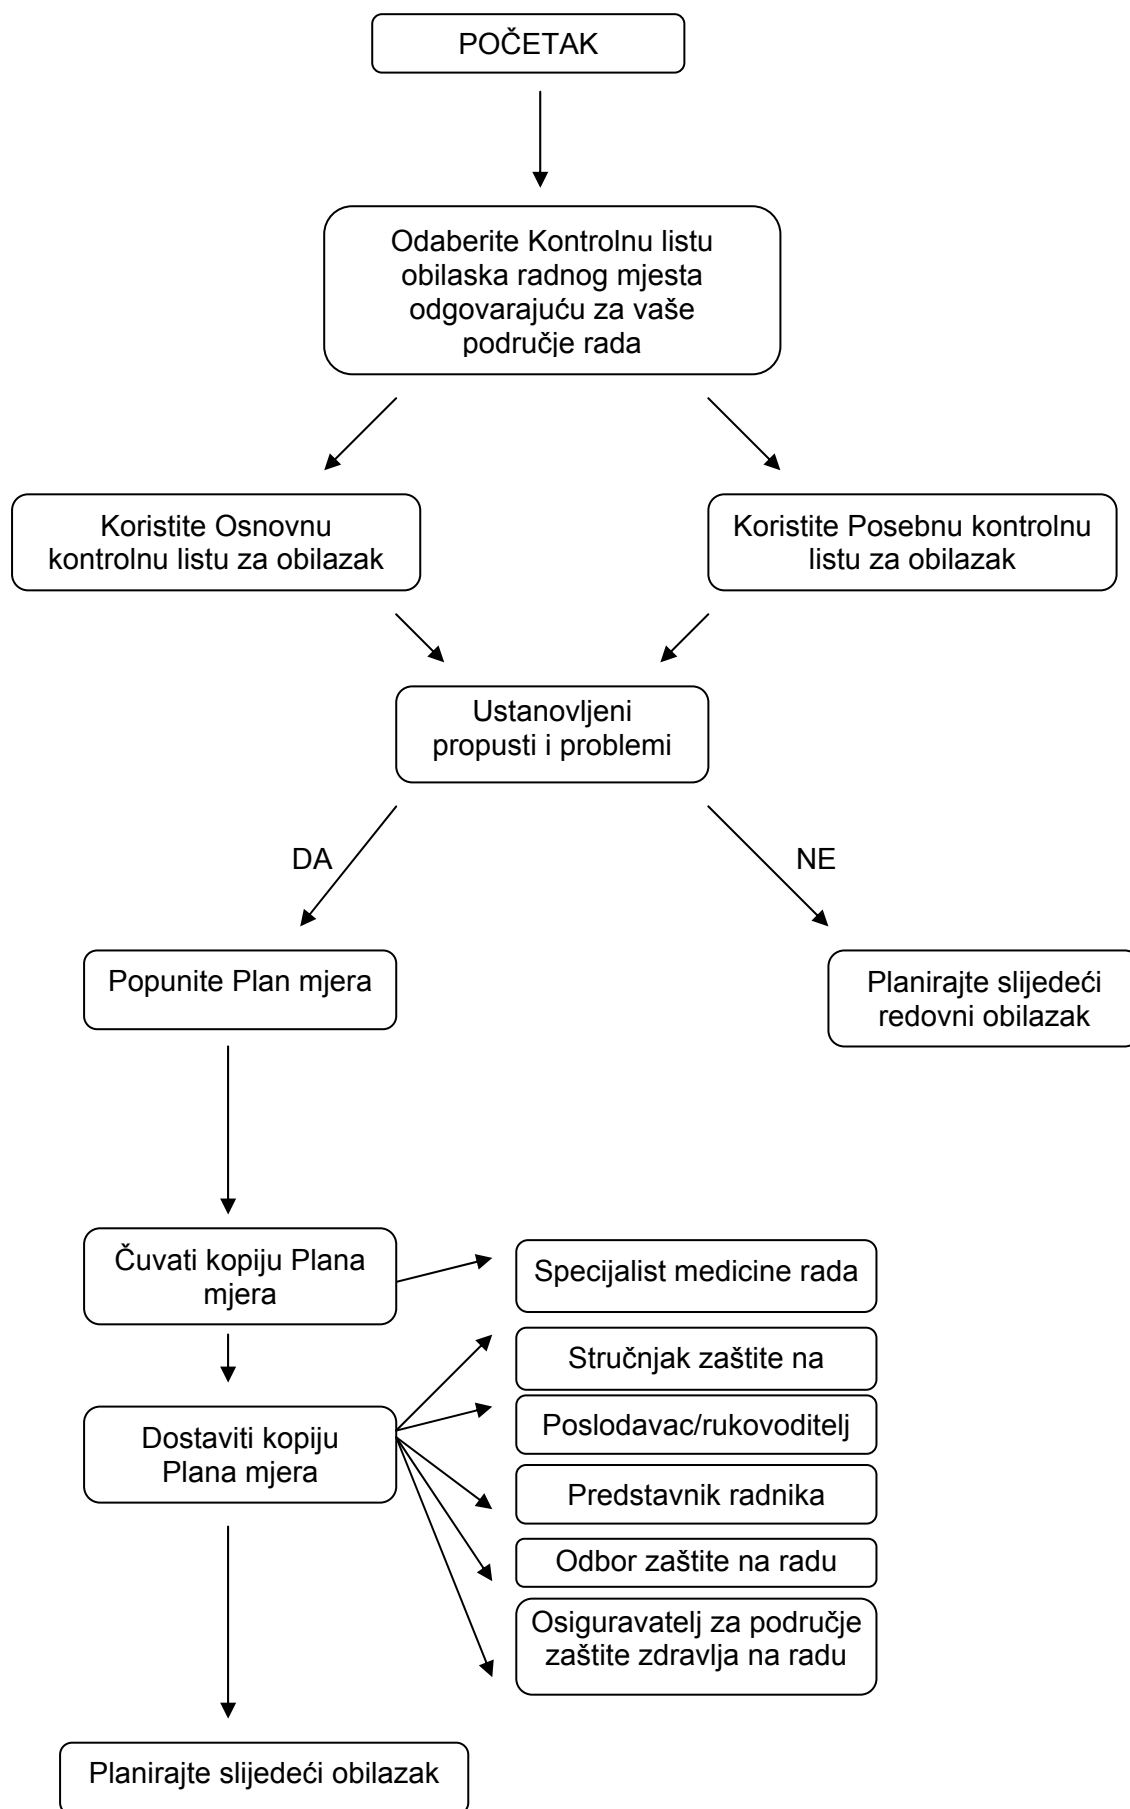 POČETAK
Odaberite Kontrolnu listu
obilaska radnog mjesta
odgovarajuću za vaše
područje rada
Koristite Osnovnu
kontrolnu listu za obilazak
Koristite Posebnu kontrolnu
listu za obilazak
Ustanovljeni
propusti i problemi
DA
NE
Popunite Plan mjera
Planirajte slijedeći
redovni obilazak
Čuvati kopiju Plana
mjera
Specijalist medicine rada
Stručnjak zaštite na
Poslodavac/rukovoditelj
Dostaviti kopiju
Plana mjera
Predstavnik radnika
Odbor zaštite na radu
Osiguravatelj za područje
zaštite zdravlja na radu
Planirajte slijedeći obilazak